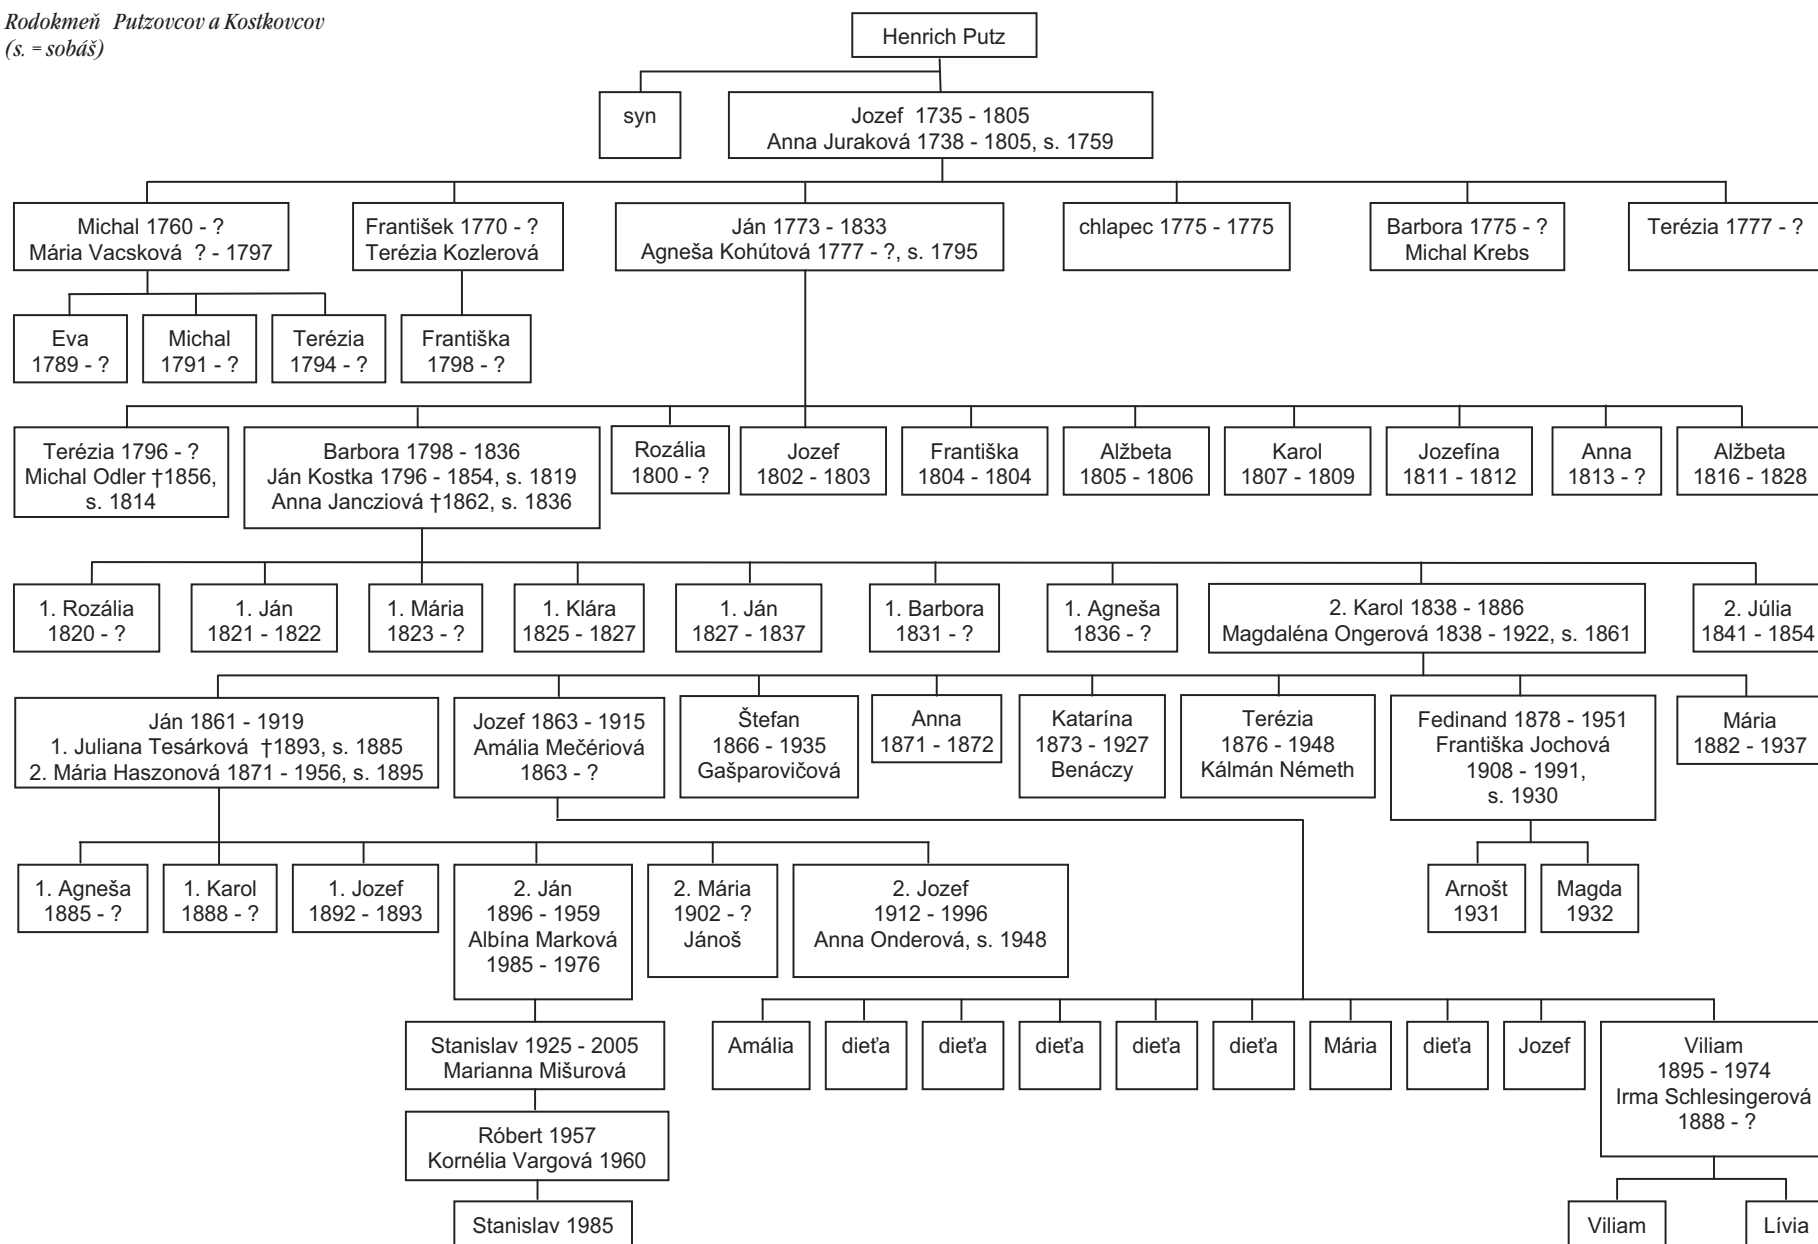 Rodokmeň Putzovcov a Kostkovcov
(s. = sobáš)
Henrich Putz
syn
Jozef 1735 - 1805
Anna Juraková 1738 - 1805, s. 1759
Michal 1760 - ?
Mária Vacsková ? - 1797
František 1770 - ?
Terézia Kozlerová
Ján 1773 - 1833
Agneša Kohútová 1777 - ?, s. 1795
chlapec 1775 - 1775
Barbora 1775 - ?
Michal Krebs
Terézia 1777 - ?
Eva
1789 - ?
Michal
1791 - ?
Terézia
1794 - ?
Františka
1798 - ?
Terézia 1796 - ?
Michal Odler †1856,
s. 1814
Barbora 1798 - 1836
Ján Kostka 1796 - 1854, s. 1819
Anna Jancziová †1862, s. 1836
Rozália
1800 - ?
Jozef
1802 - 1803
Františka
1804 - 1804
Alžbeta
1805 - 1806
Karol
1807 - 1809
Jozefína
1811 - 1812
Anna
1813 - ?
Alžbeta
1816 - 1828
1. Rozália
1820 - ?
1. Ján
1821 - 1822
1. Mária
1823 - ?
1. Klára
1825 - 1827
1. Ján
1827 - 1837
1. Barbora
1831 - ?
1. Agneša
1836 - ?
2. Karol 1838 - 1886
Magdaléna Ongerová 1838 - 1922, s. 1861
2. Júlia
1841 - 1854
Ján 1861 - 1919
1. Juliana Tesárková †1893, s. 1885
2. Mária Haszonová 1871 - 1956, s. 1895
Jozef 1863 - 1915
Amália Mečériová
1863 - ?
Štefan
1866 - 1935
Gašparovičová
Anna
1871 - 1872
Katarína
1873 - 1927
Benáczy
Terézia
1876 - 1948
Kálmán Németh
Fedinand 1878 - 1951
Františka Jochová
1908 - 1991,
s. 1930
Mária
1882 - 1937
1. Agneša
1885 - ?
1. Karol
1888 - ?
1. Jozef
1892 - 1893
2. Ján
1896 - 1959
Albína Marková
1985 - 1976
2. Mária
1902 - ?
Jánoš
2. Jozef
1912 - 1996
Anna Onderová, s. 1948
Arnošt
1931
Magda
1932
Stanislav 1925 - 2005
Marianna Mišurová
Amália
dieťa
dieťa
dieťa
dieťa
dieťa
Mária
dieťa
Jozef
Viliam
1895 - 1974
Irma Schlesingerová
1888 - ?
Róbert 1957
Kornélia Vargová 1960
Stanislav 1985
Viliam
Lívia